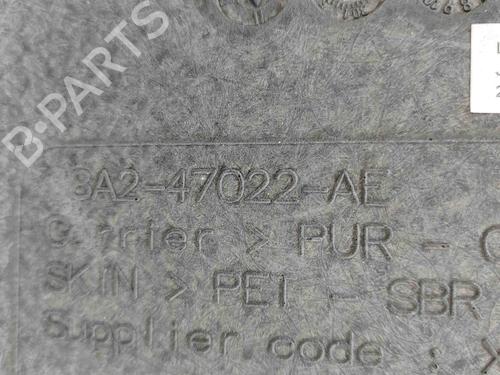 B-PARTS
8A2-47022-AE
Carrier > PUR -
SKIN > PET - SBR
Supplier code :